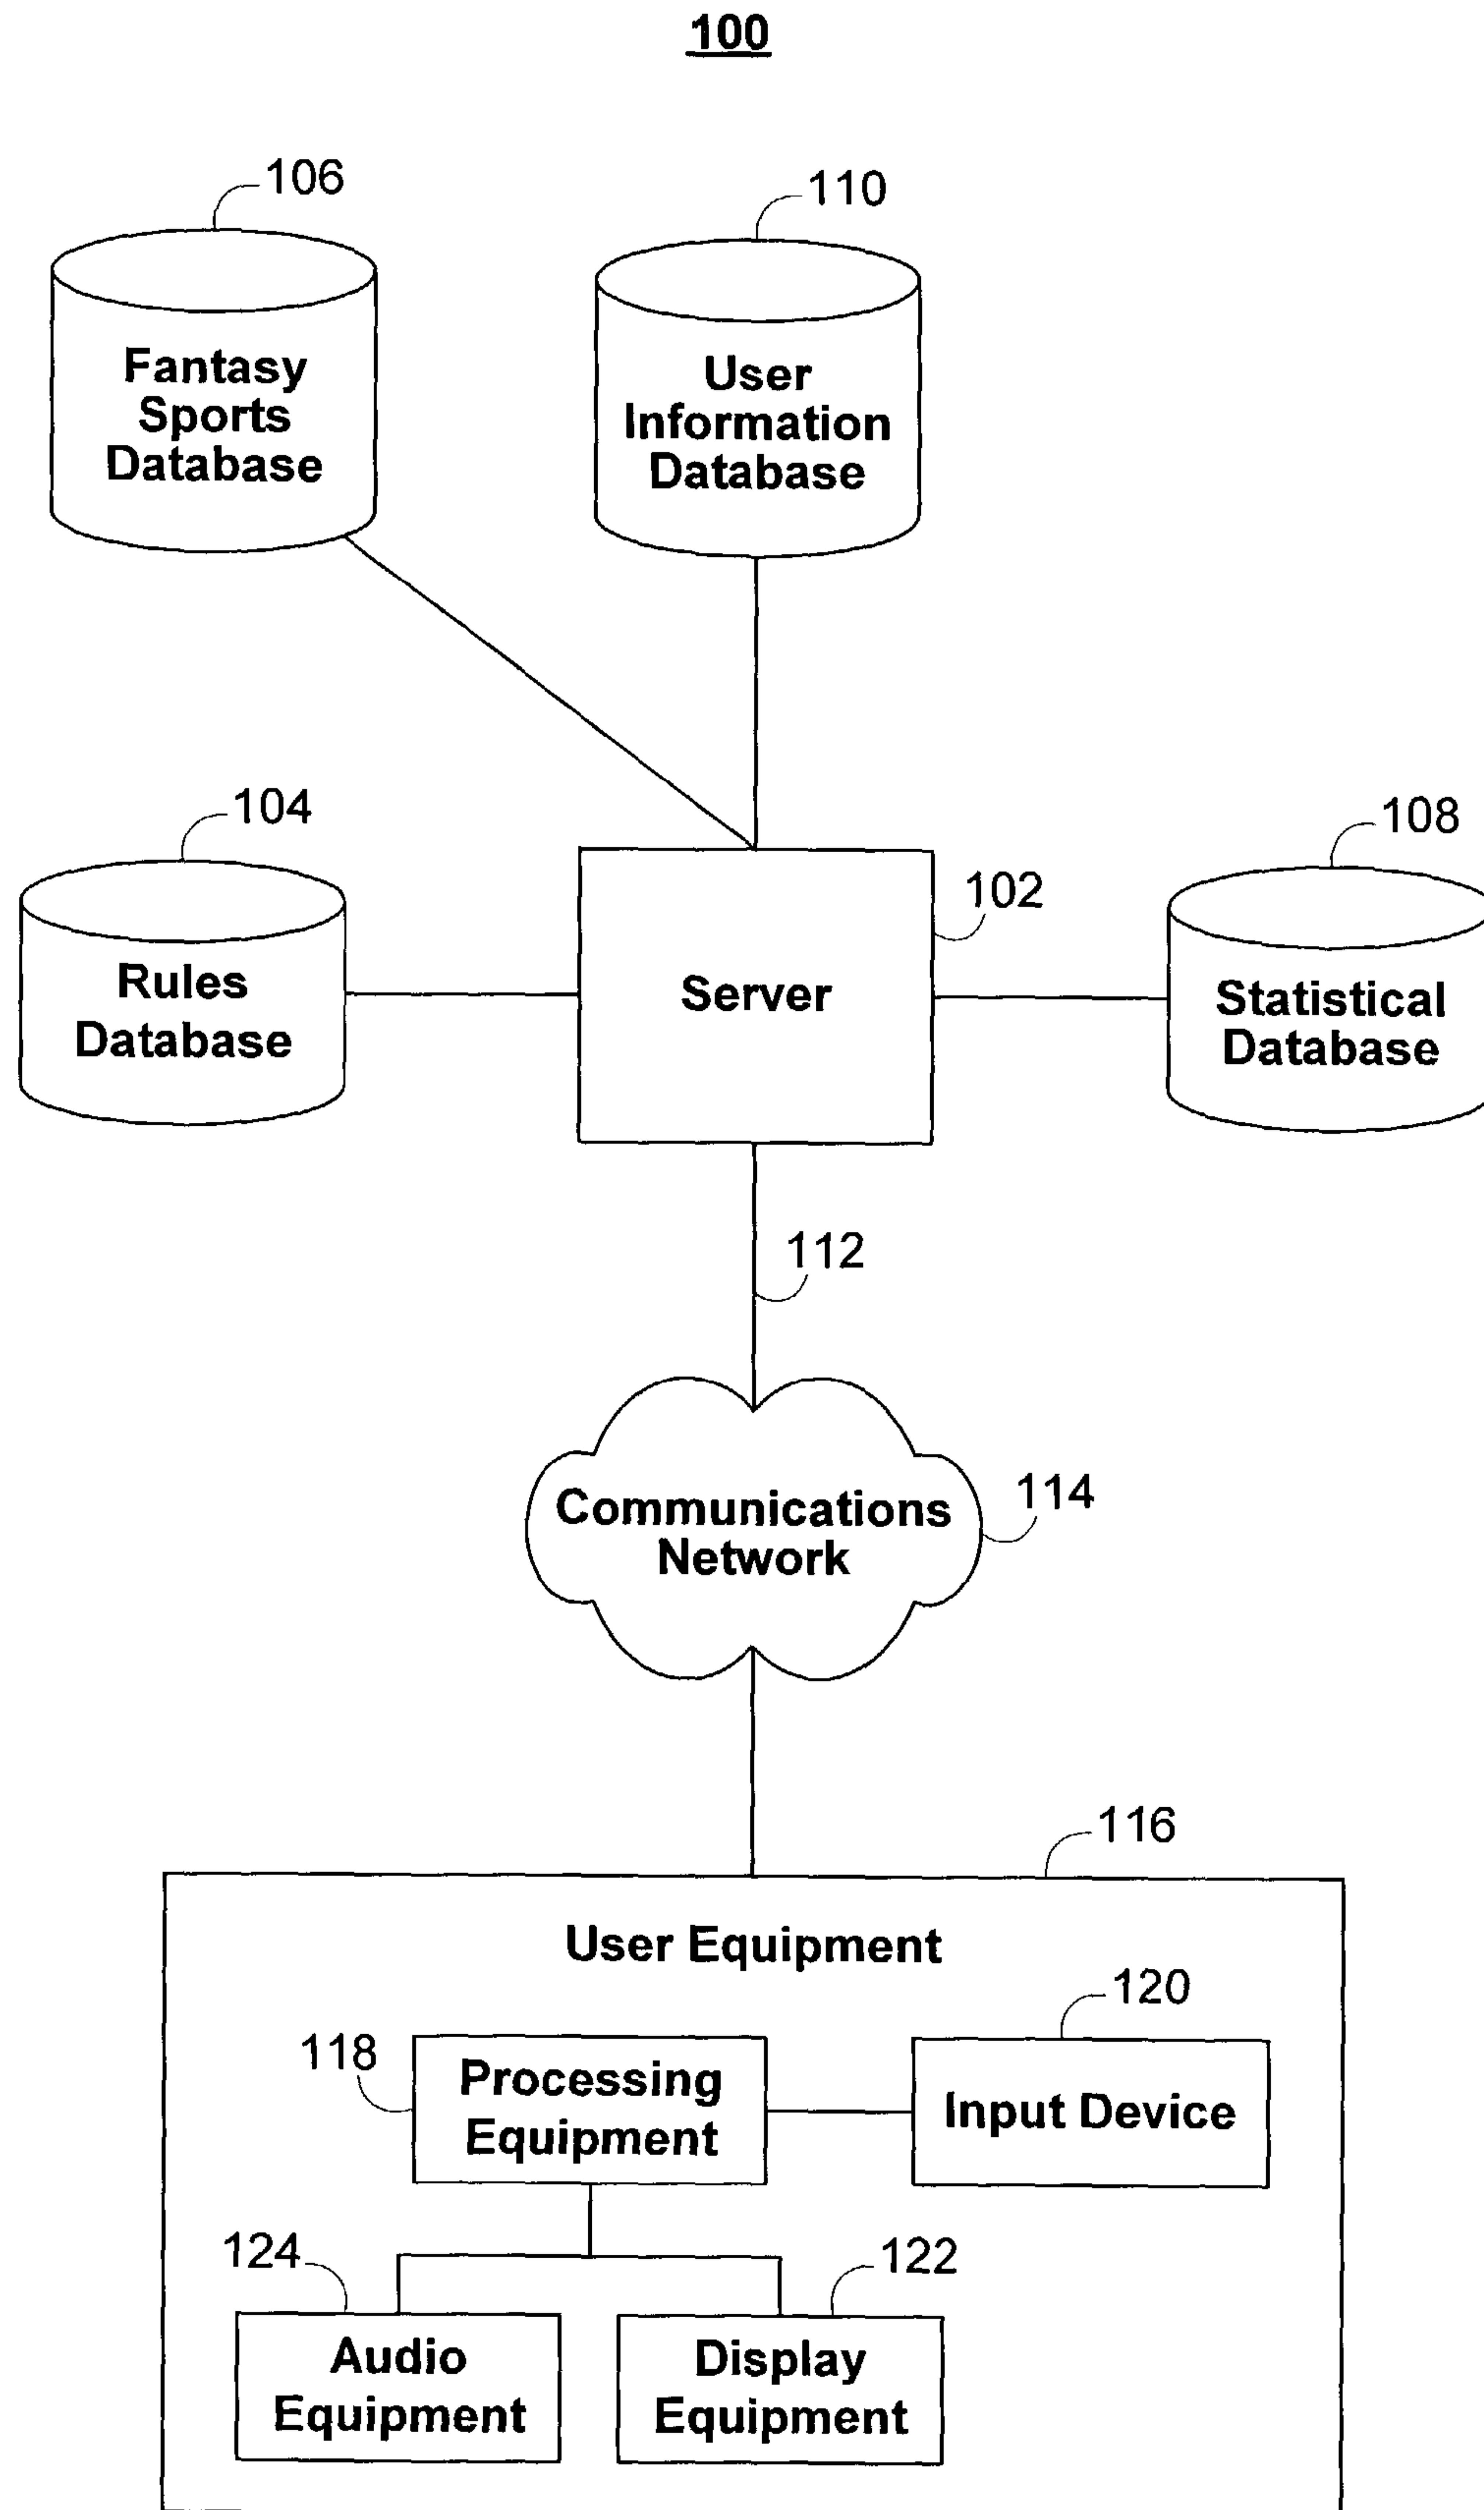 100
106
110
Fantasy
Sports
Database
User
Information
Database
104
108
102
Rules
Database
Server
Statistical
Database
112
Communications
Network
114
116
User Equipment
120
118
Processing
Equipment
Input Device
124
122
Audio
Equipment
Display
Equipment